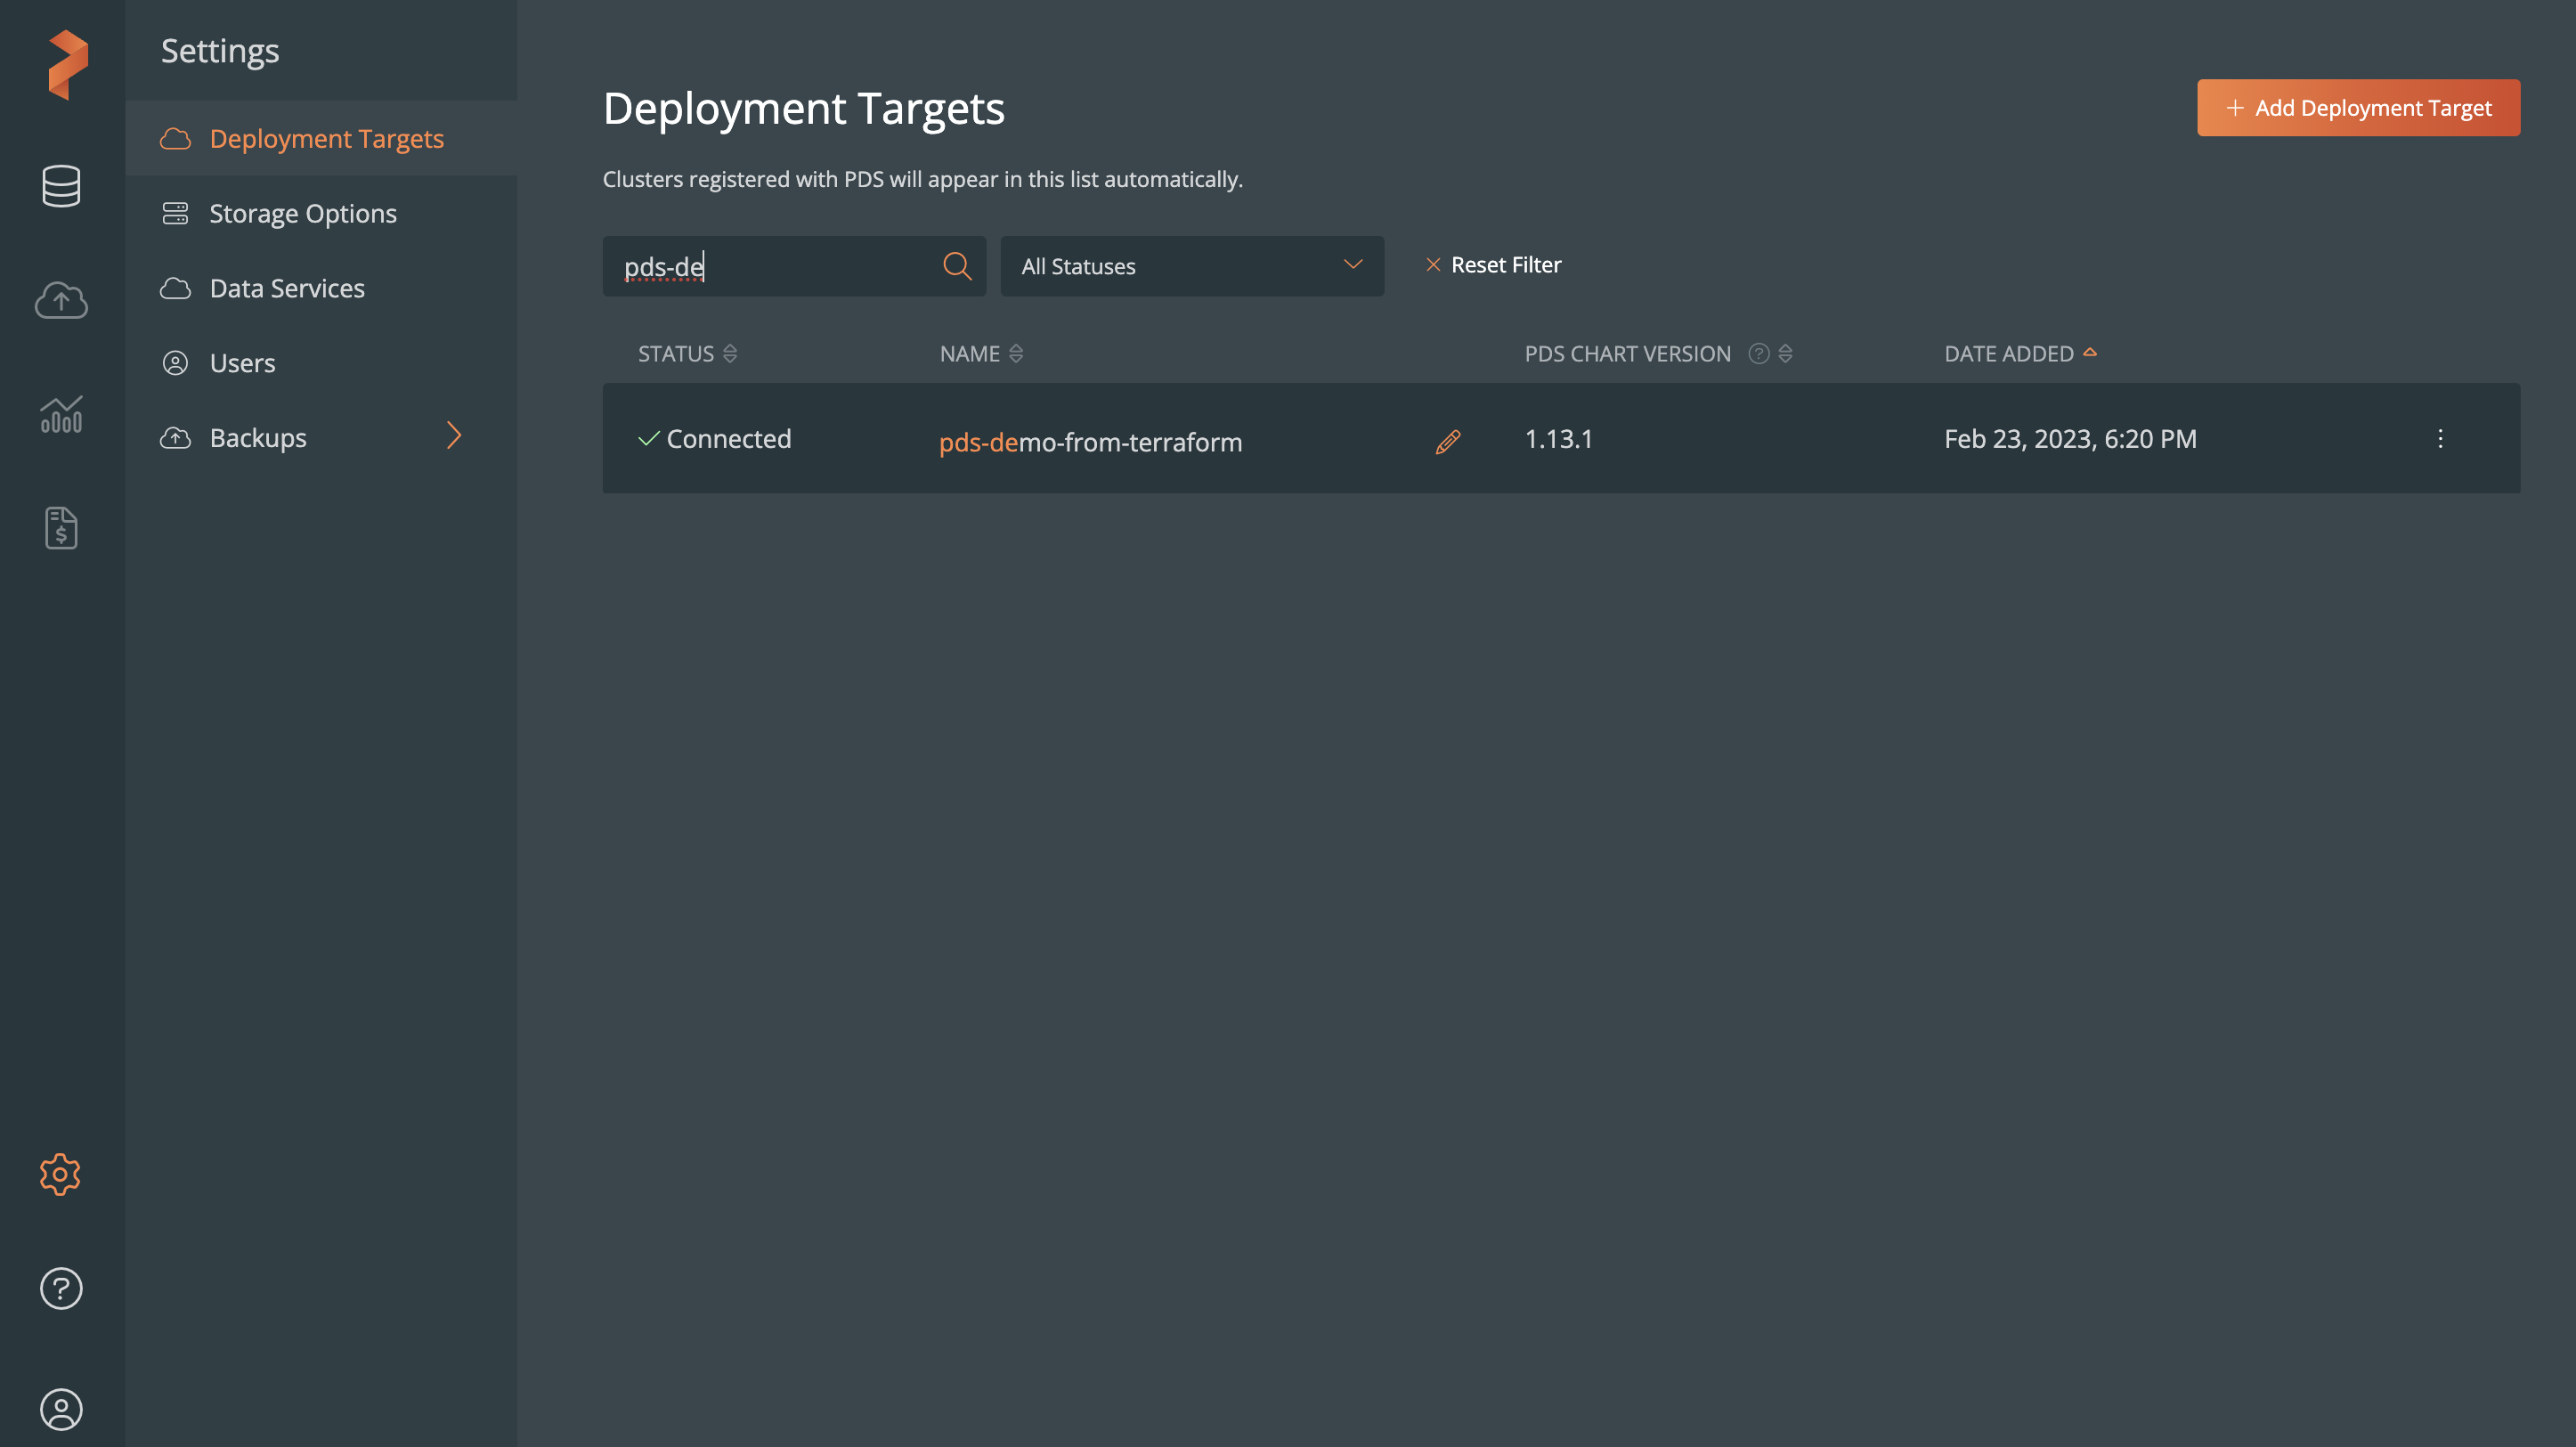 Settings
Deployment Targets
Storage Options
Data Services
Users
Backups
Deployment Targets
+ Add Deployment Target
Clusters registered with PDS will appear in this list automatically.
pds-de
All Statuses
Reset Filter
STATUS
NAME
PDS CHART VERSION ?
DATE ADDED
Connected
pds-demo-from-terraform
1.13.1
Feb 23, 2023, 6:20 PM
$
?